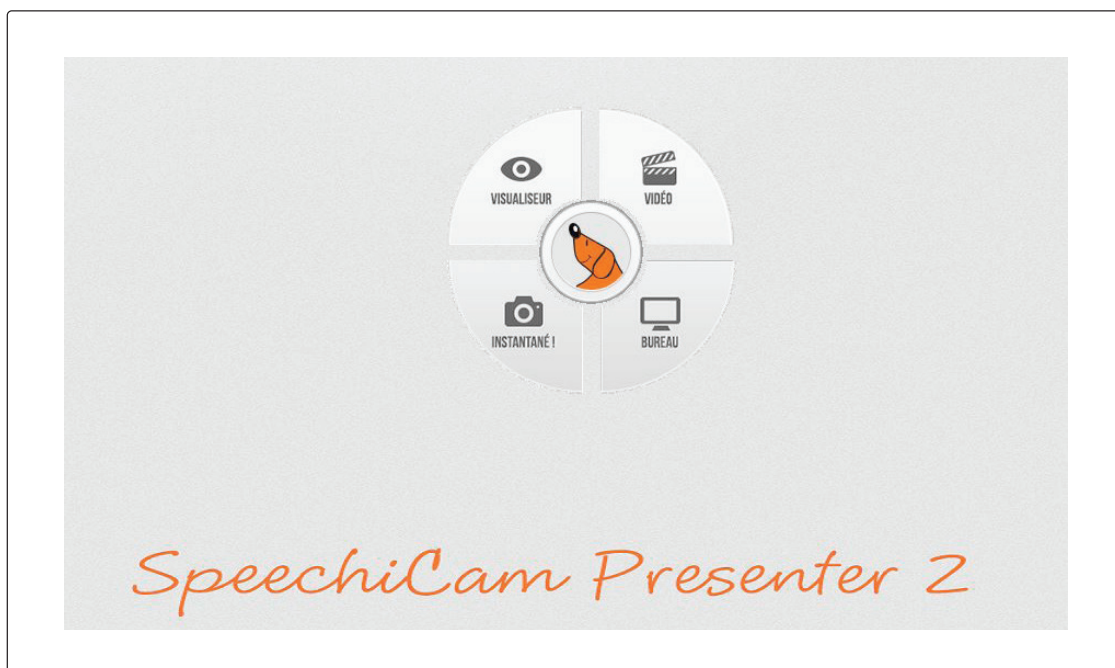 VISUALISEUR
VIDÉO
INSTANTANÉ !
BUREAU
SpeechiCam Presenter 2